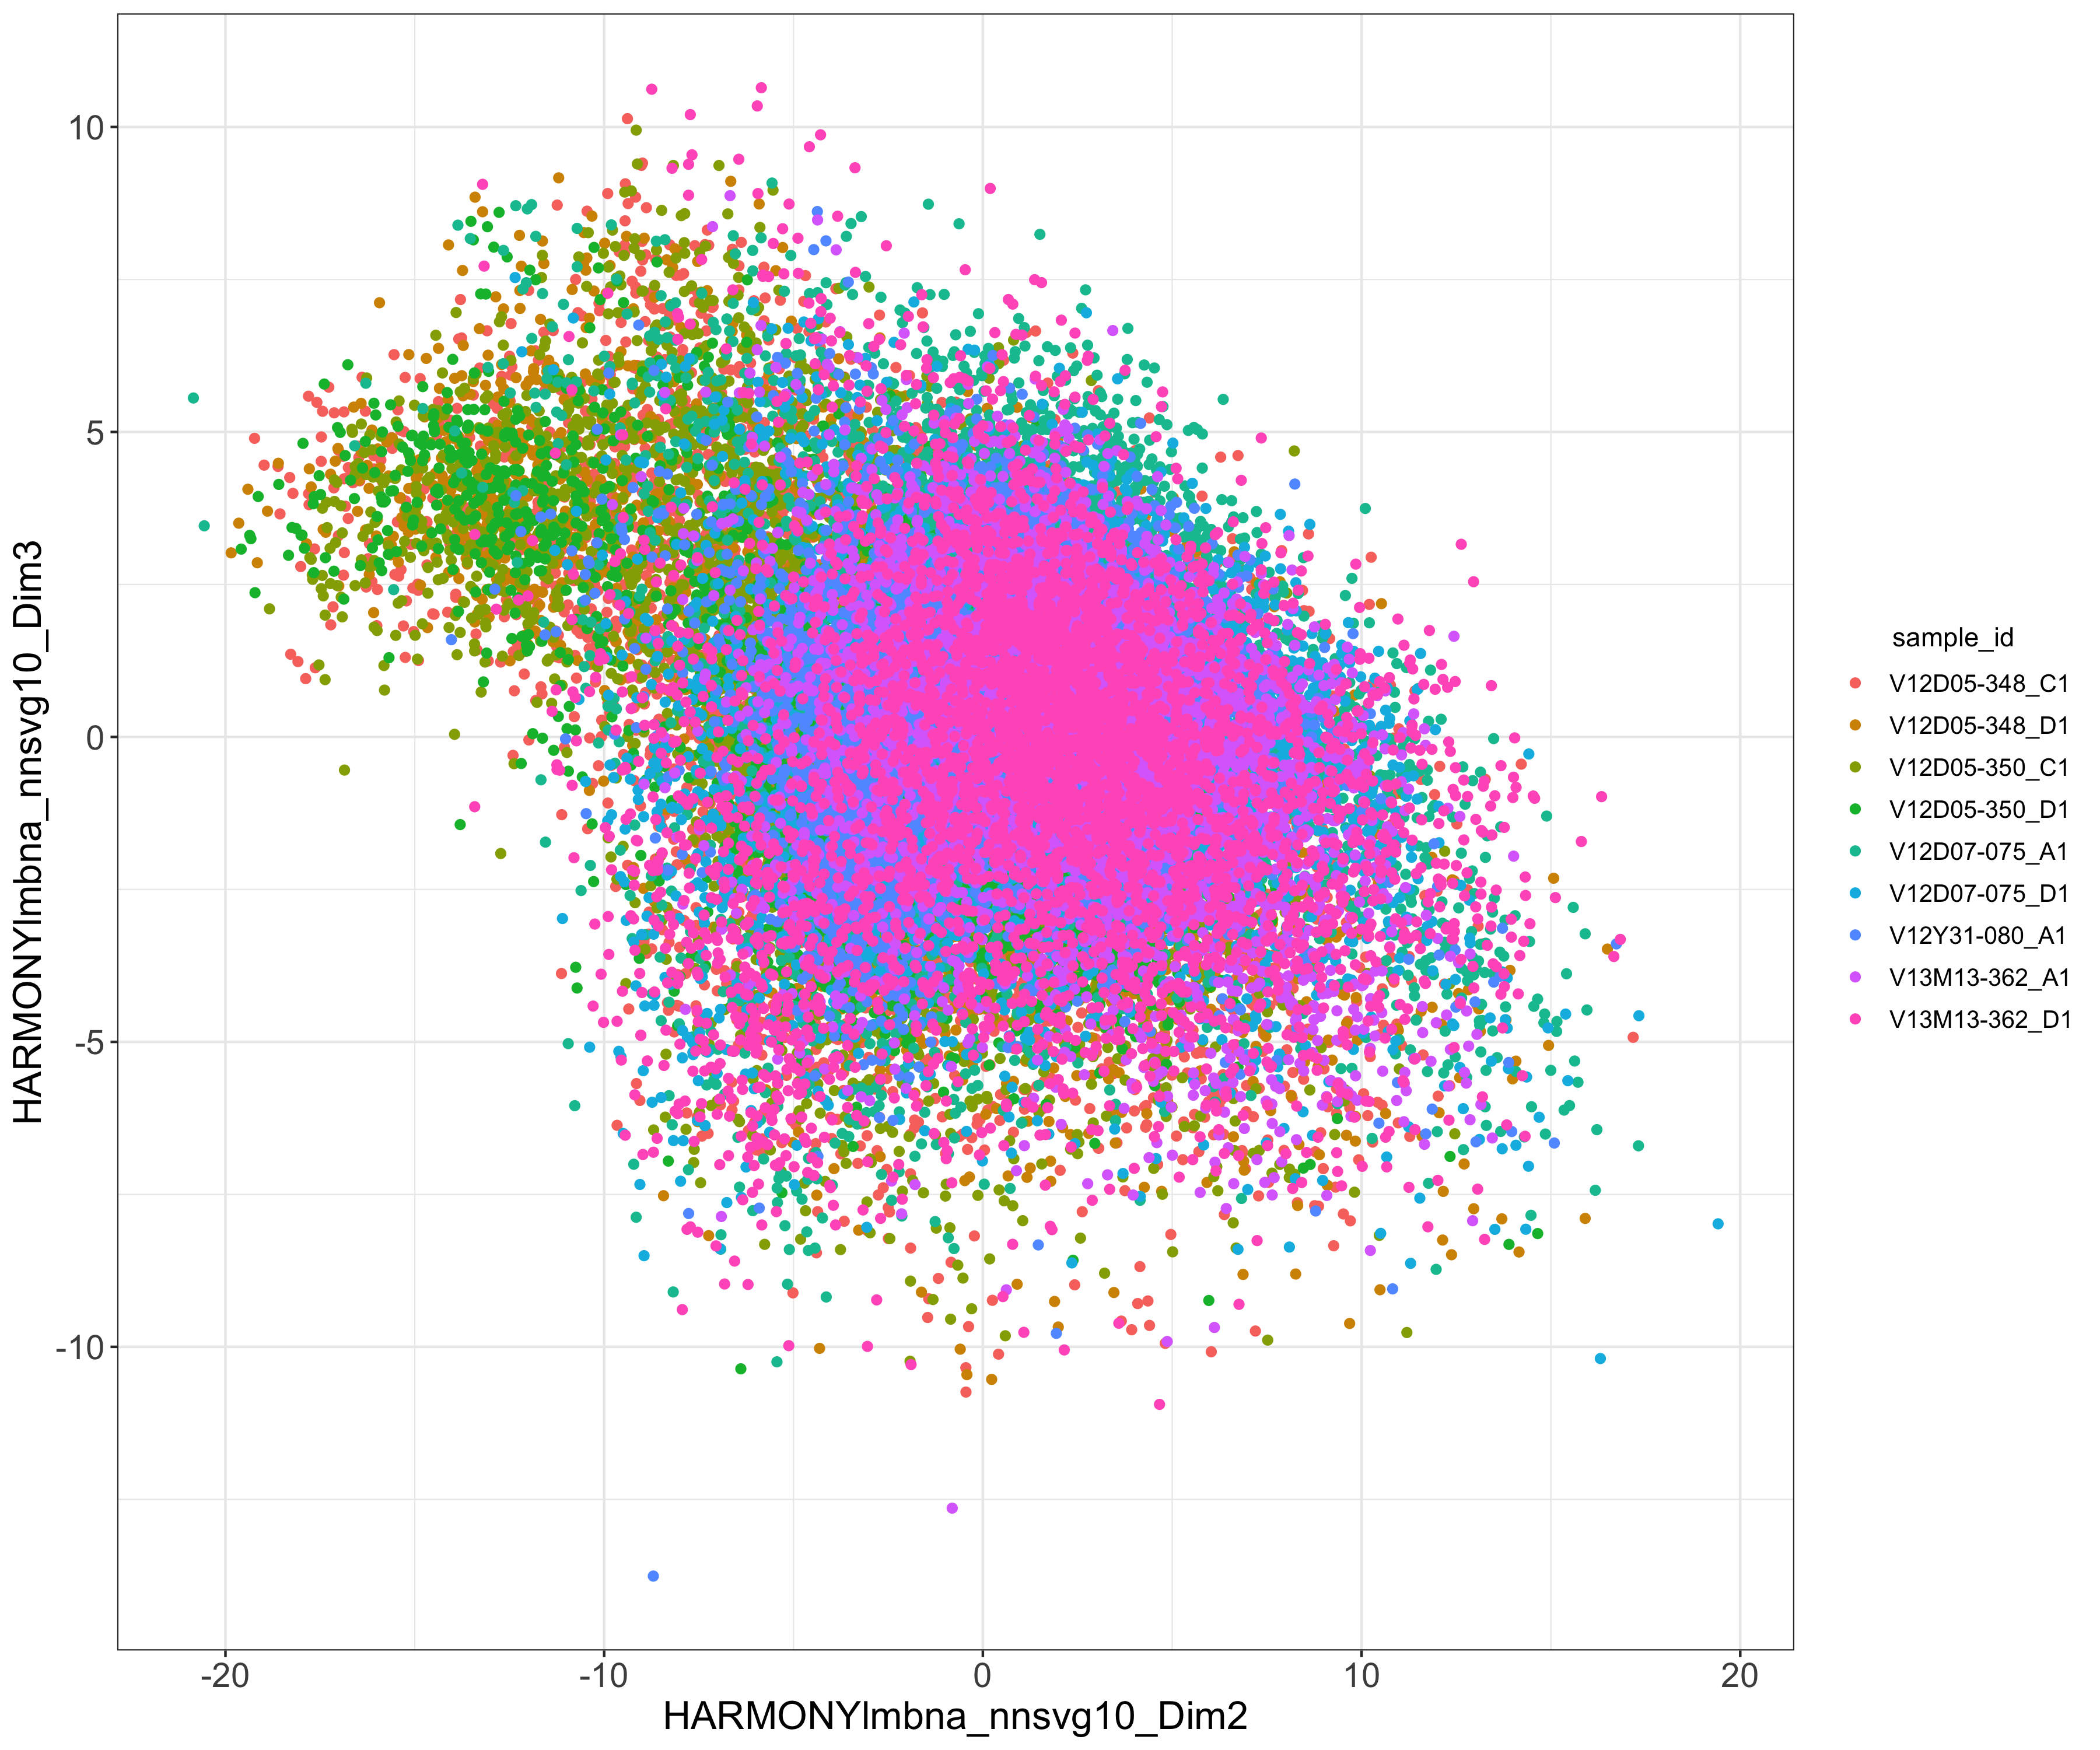 10
5
0
-5
-10
HARMONYlmbna_nnsvg10_Dim3
-20
-10
0
10
20
HARMONYlmbna_nnsvg10_Dim2
sample_id
V12D05-348_C1
V12D05-348_D1
V12D05-350_C1
V12D05-350_D1
V12D07-075_A1
V12D07-075_D1
V12Y31-080_A1
V13M13-362_A1
V13M13-362_D1